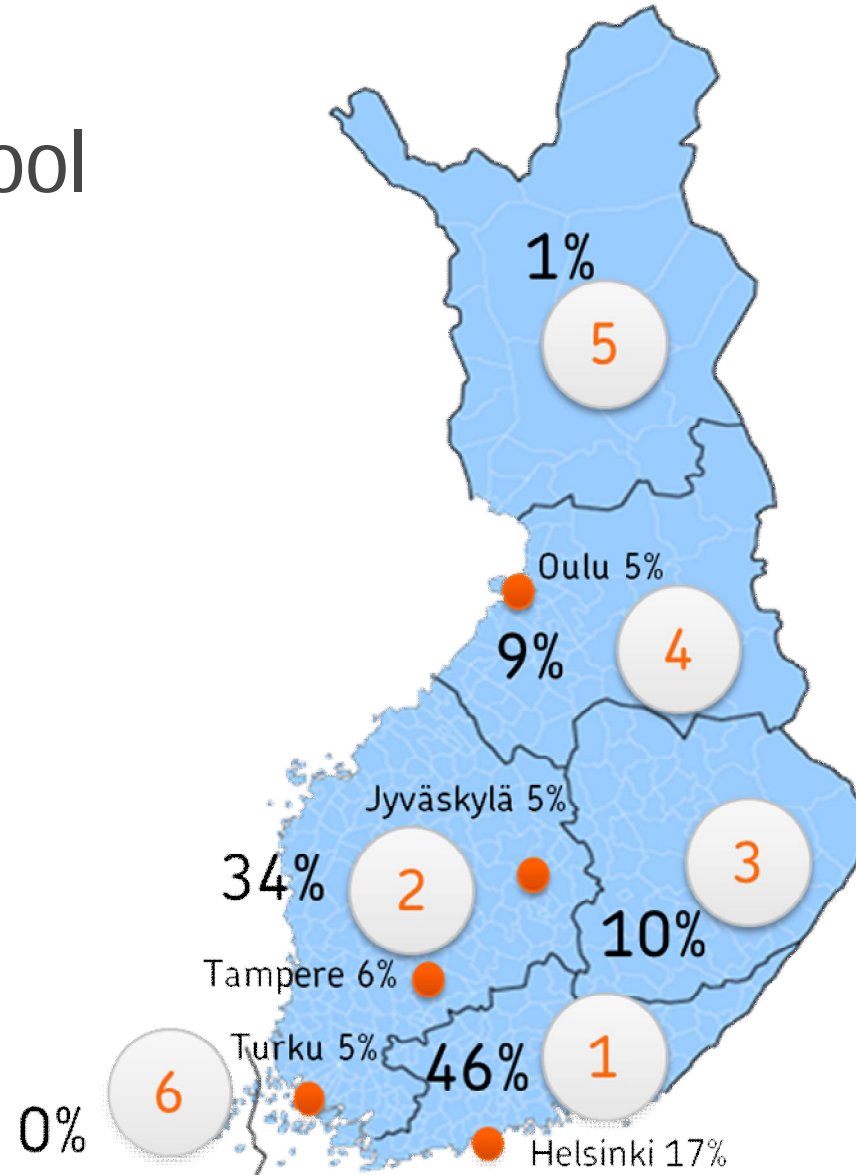 ool
1%
5
Oulu 5%
9%
4
Jyväskylä 5%
34%
2
3
10%
Tampere 6%
Turku 5%
46%
1
6
0%
Helsinki 17%